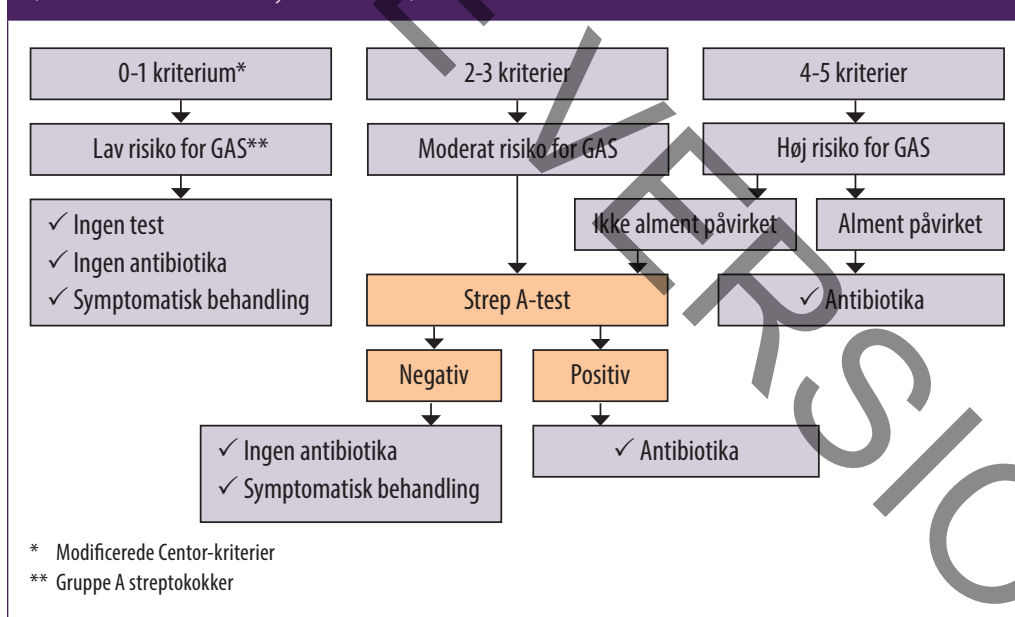 0-1 kriterium*
2-3 kriterier
4-5 kriterier
Lav risiko for GAS**
Moderat risiko for GAS
Høj risiko for GAS
✓ Ingen test
✓ Ingen antibiotika
✓ Symptomatisk behandling
Ikke alment påvirket
Alment påvirket
Strep A-test
✓ Antibiotika
Negativ
Positiv
✓ Ingen antibiotika
✓ Symptomatisk behandling
✓ Antibiotika
* Modificerede Centor-kriterier
** Gruppe A streptokokker
VERSIO